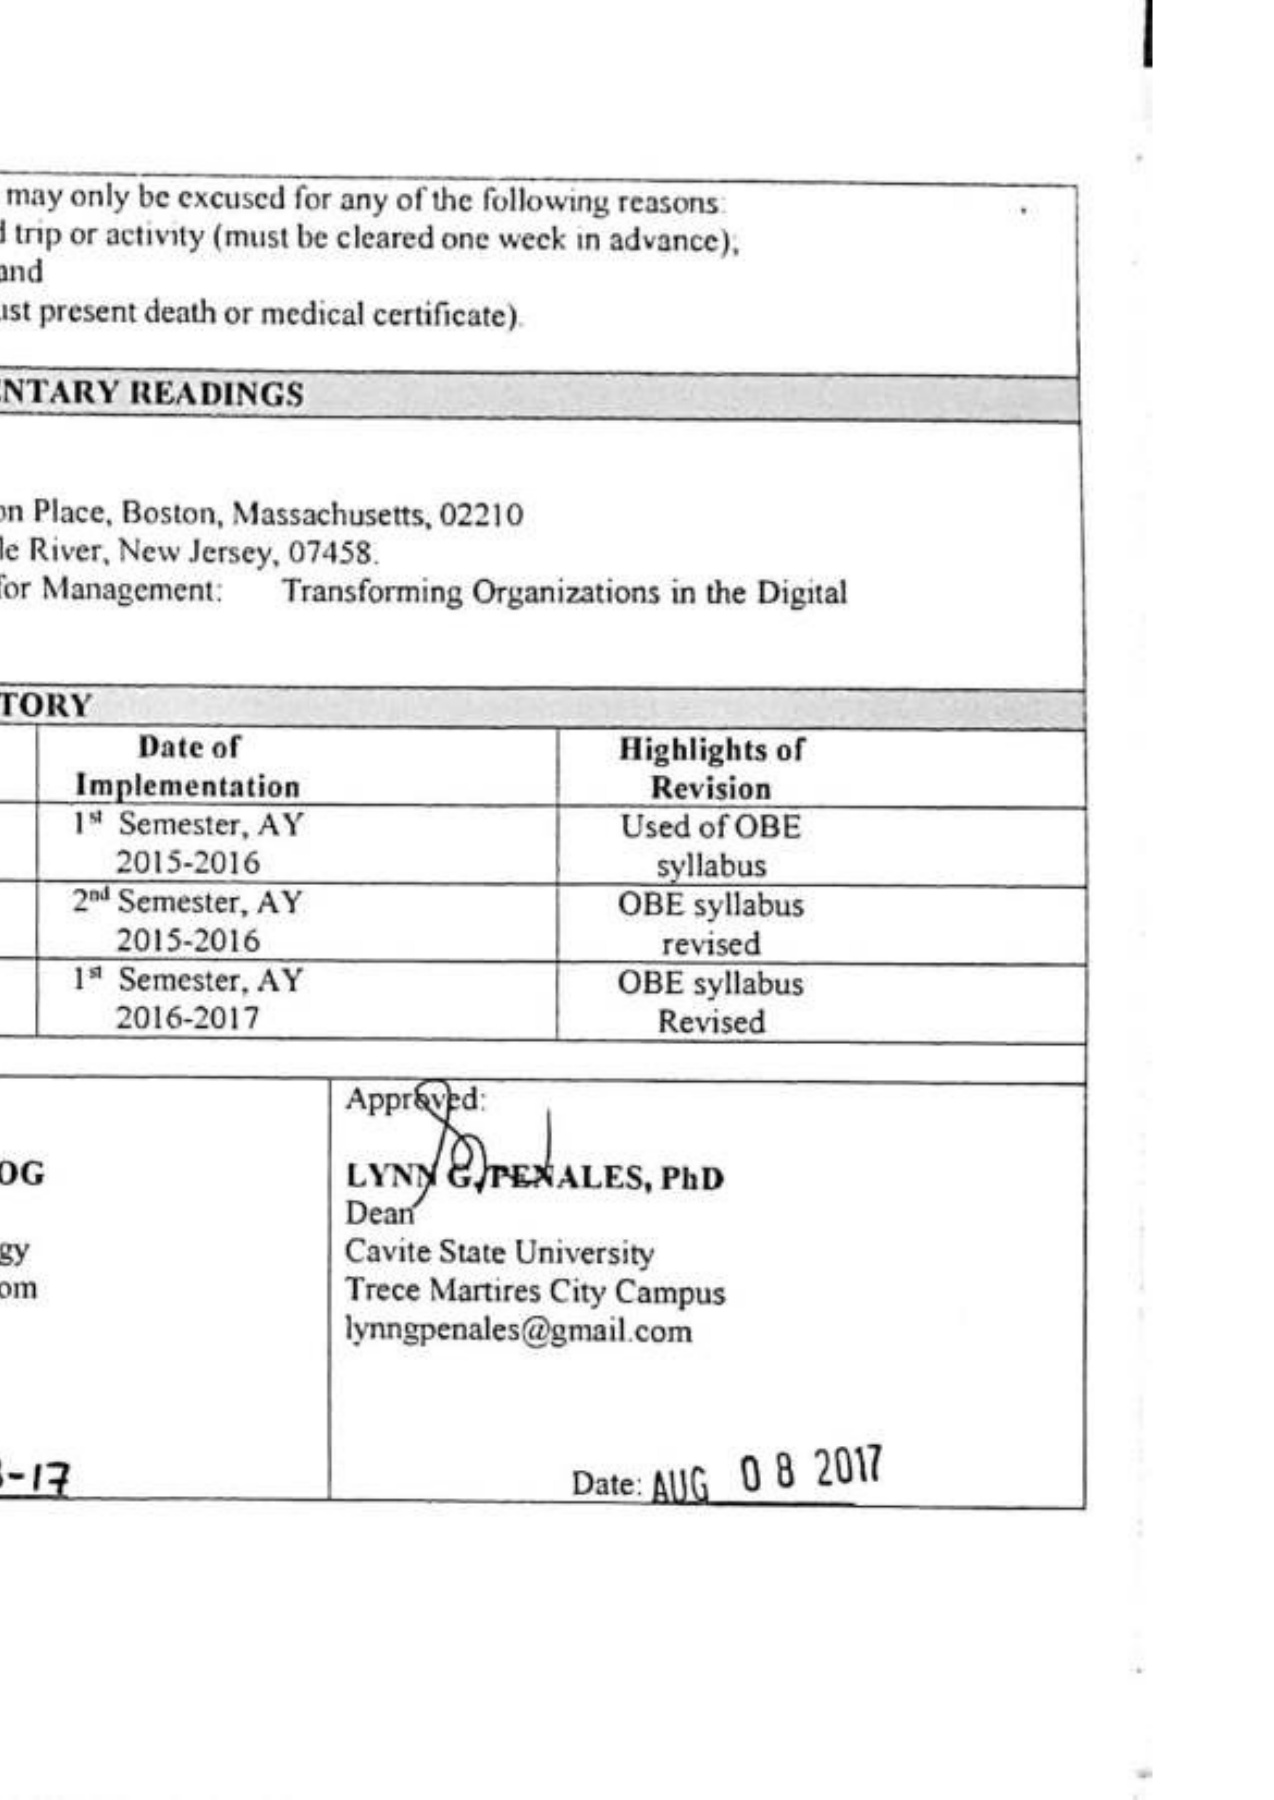 may only be excused for any of the following reasons:
d trip or activity (must be cleared one week in advance);
and
ust present death or medical certificate).
ENTARY READINGS
on Place, Boston, Massachusetts, 02210
le River, New Jersey, 07458.
for Management: Transforming Organizations in the Digital
TORY
Date of Implementation Highlights of Revision
1st Semester, AY 2015-2016 Used of OBE syllabus
2nd Semester, AY 2015-2016 OBE syllabus revised
1st Semester, AY 2016-2017 OBE syllabus Revised
Approved:
OG LYNN G. PENALES, PhD
Dean
gy Cavite State University
om Trece Martires City Campus
lynngpenales@gmail.com
-17 Date: AUG 08 2017